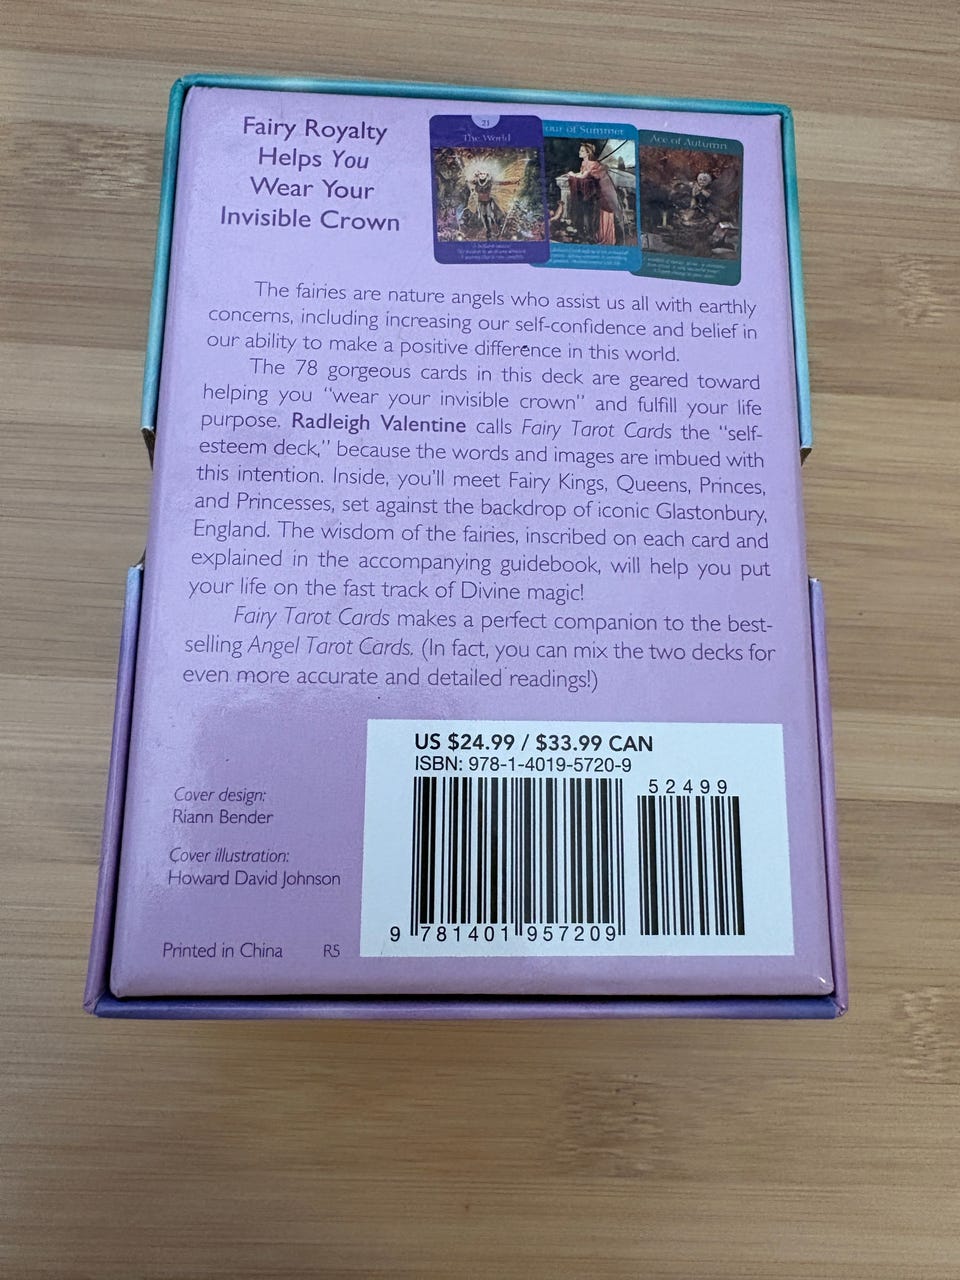 Fairy Royalty
Helps You
Wear Your
Invisible Crown
21
The World
our of Summer
Ace of Autumn
The fairies are nature angels who assist us all with earthly
concerns, including increasing our self-confidence and belief in
our ability to make a positive difference in this world.
The 78 gorgeous cards in this deck are geared toward
helping you "wear your invisible crown" and fulfill your life
purpose. Radleigh Valentine calls Fairy Tarot Cards the "self-
esteem deck," because the words and images are imbued with
this intention. Inside, you'll meet Fairy Kings, Queens, Princes,
and Princesses, set against the backdrop of iconic Glastonbury,
England. The wisdom of the fairies, inscribed on each card and
explained in the accompanying guidebook, will help you put
your life on the fast track of Divine magic!
Fairy Tarot Cards makes a perfect companion to the best-
selling Angel Tarot Cards. (In fact, you can mix the two decks for
even more accurate and detailed readings!)
US $24.99 / $33.99 CAN
ISBN: 978-1-4019-5720-9
52499
9 781401 957209
Cover design:
Riann Bender
Cover illustration:
Howard David Johnson
Printed in China R5